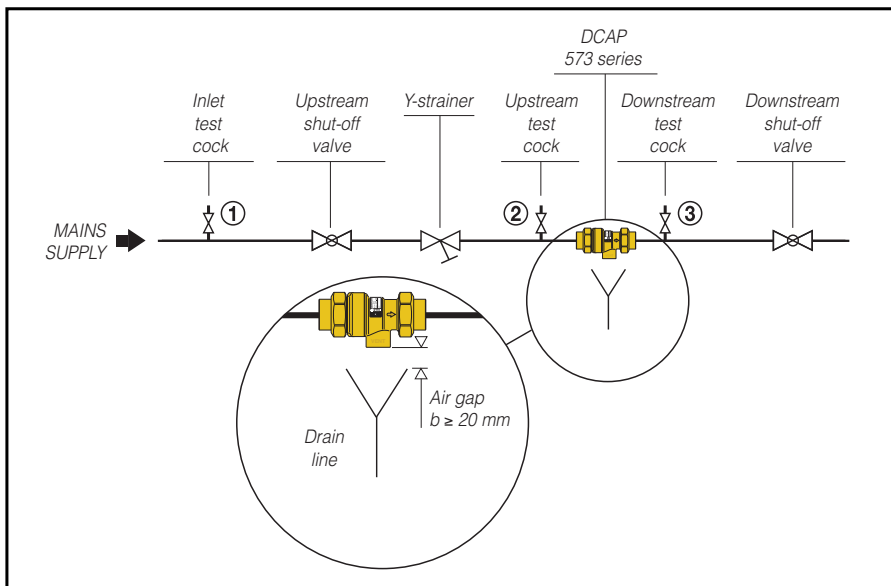 DCAP
573 series
Inlet
test
cock
Upstream
shut-off
valve
Y-strainer
Upstream
test
cock
Downstream
test
cock
Downstream
shut-off
valve
1
2
3
MAINS
SUPPLY
Air gap
b ≥ 20 mm
Drain
line